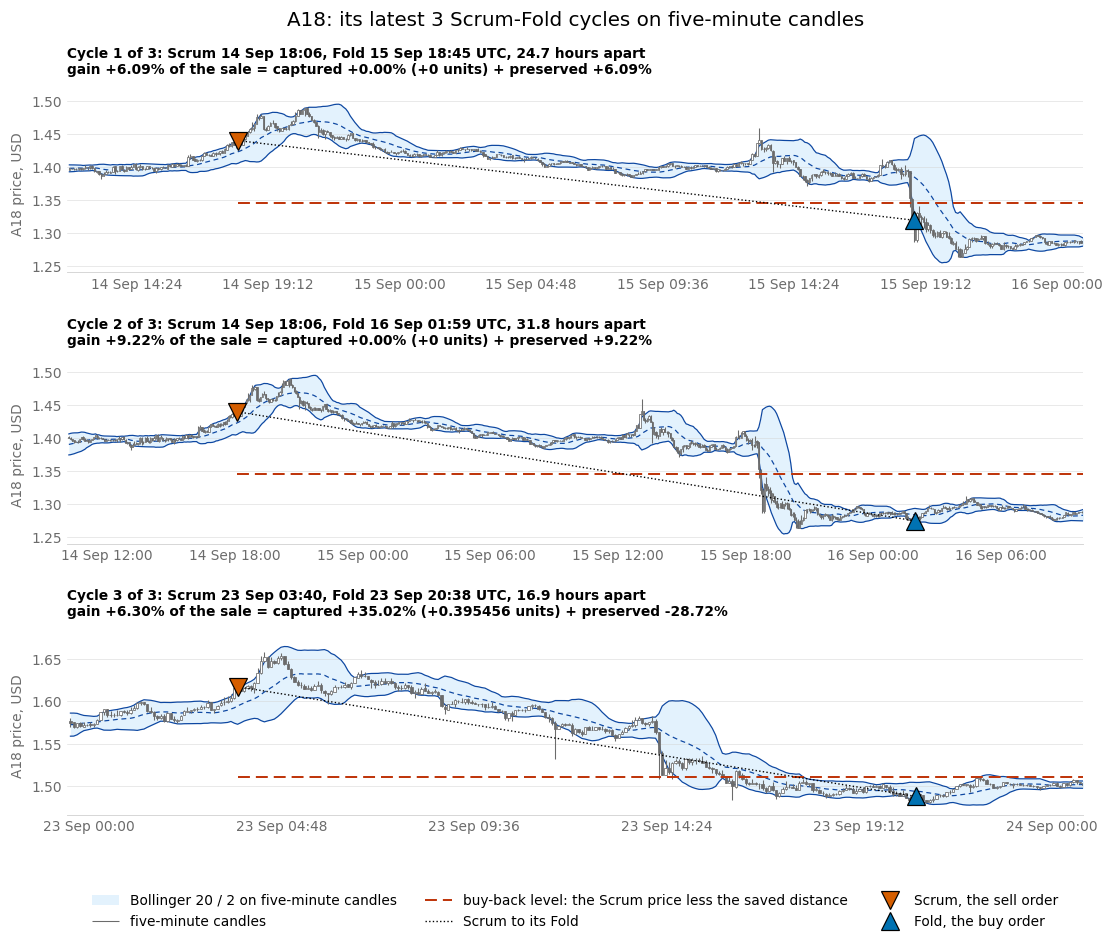 A18: its latest 3 Scrum-Fold cycles on five-minute candles
Cycle 1 of 3: Scrum 14 Sep 18:06, Fold 15 Sep 18:45 UTC, 24.7 hours apart
gain +6.09% of the sale = captured +0.00% (+0 units) + preserved +6.09%
A18 price, USD
1.50
1.45
1.40
1.35
1.30
1.25
14 Sep 14:24 14 Sep 19:12 15 Sep 00:00 15 Sep 04:48 15 Sep 09:36 15 Sep 14:24 15 Sep 19:12 16 Sep 00:00
Cycle 2 of 3: Scrum 14 Sep 18:06, Fold 16 Sep 01:59 UTC, 31.8 hours apart
gain +9.22% of the sale = captured +0.00% (+0 units) + preserved +9.22%
A18 price, USD
1.50
1.45
1.40
1.35
1.30
1.25
14 Sep 12:00 14 Sep 18:00 15 Sep 00:00 15 Sep 06:00 15 Sep 12:00 15 Sep 18:00 16 Sep 00:00 16 Sep 06:00
Cycle 3 of 3: Scrum 23 Sep 03:40, Fold 23 Sep 20:38 UTC, 16.9 hours apart
gain +6.30% of the sale = captured +35.02% (+0.395456 units) + preserved -28.72%
A18 price, USD
1.65
1.60
1.55
1.50
23 Sep 00:00 23 Sep 04:48 23 Sep 09:36 23 Sep 14:24 23 Sep 19:12 24 Sep 00:00
Bollinger 20 / 2 on five-minute candles
five-minute candles
buy-back level: the Scrum price less the saved distance
Scrum to its Fold
Scrum, the sell order
Fold, the buy order